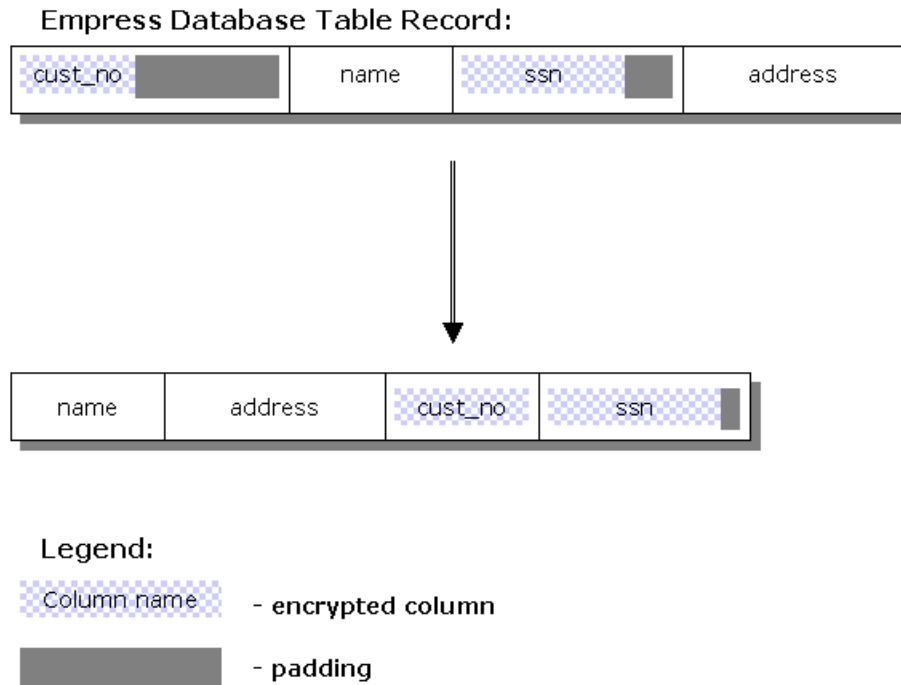 Empress Database Table Record:
cust_no name ssn address
name address cust_no ssn
Legend:
Column name - encrypted column
- padding